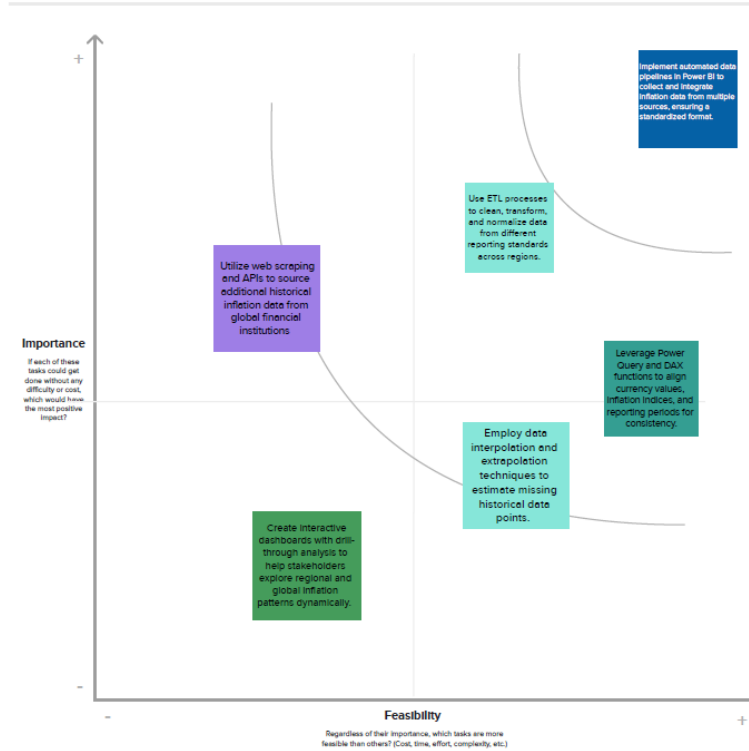 +
Implement automated data
pipelines in Power BI to
collect and integrate
inflation data from multiple
sources, ensuring a
standardized format.
Use ETL processes
to clean, transform,
and normalize data
from different
reporting standards
across regions.
Utilize web scraping
and APIs to source
additional historical
inflation data from
global financial
institutions
Importance
If each of these
tasks could get
done without any
difficulty or cost,
which would have
the most positive
impact?
Leverage Power
Query and DAX
functions to align
currency values,
inflation indices, and
reporting periods for
consistency.
Employ data
interpolation and
extrapolation
techniques to
estimate missing
historical data
points.
Create interactive
dashboards with drill-
through analysis to
help stakeholders
explore regional and
global inflation
patterns dynamically.
-
-
Feasibility
+
Regardless of their importance, which tasks are more
feasible than others? (Cost, time, effort, complexity, etc.)